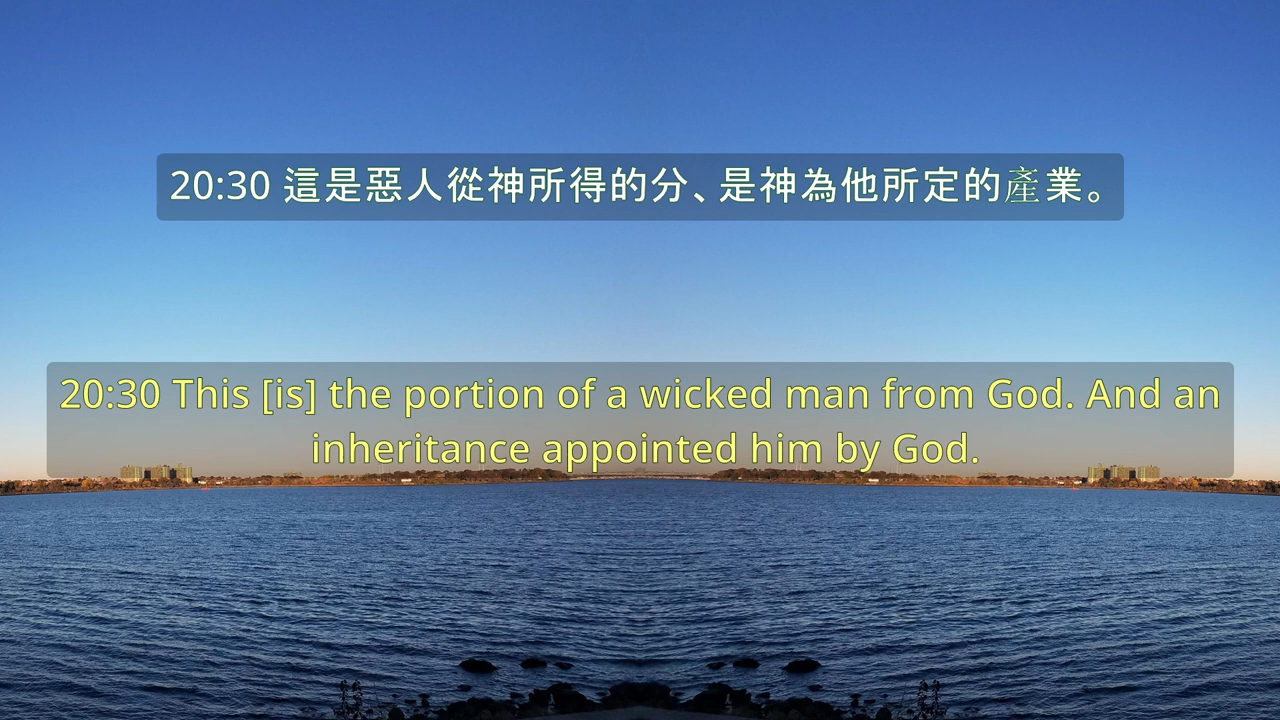 20:30 這是惡人從神所得的分、是神為他所定的產業。
20:30 This [is] the portion of a wicked man from God. And an
inheritance appointed him by God.